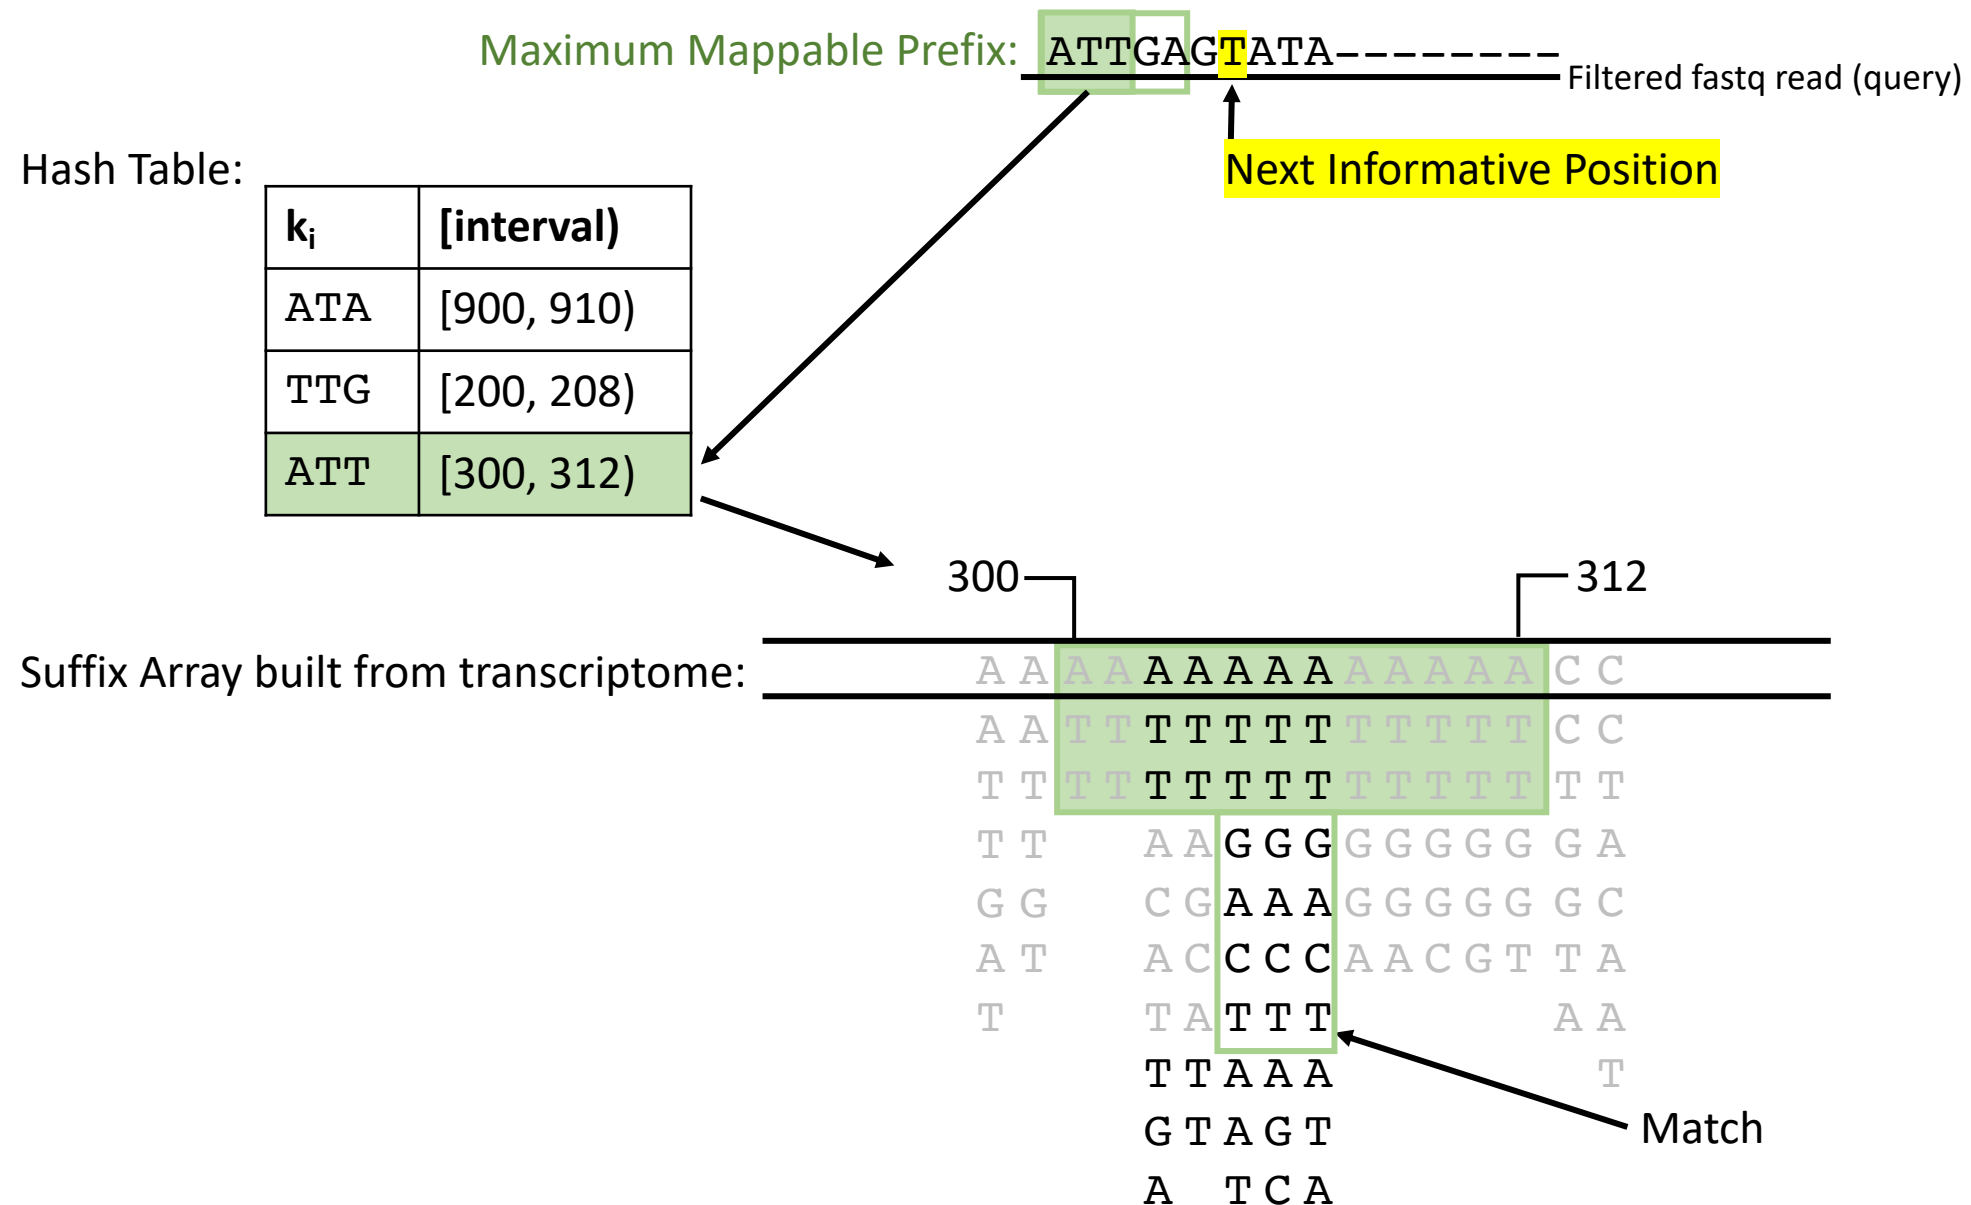 Maximum Mappable Prefix: ATTGAGTATA--------
Filtered fastq read (query)
Next Informative Position
Hash Table:
ki [interval)
ATA [900, 910)
TTG [200, 208)
ATT [300, 312)
300 312
Suffix Array built from transcriptome: A A A A A A A A A A A A A A C C
A A T T T T T T T T T T T T C C
T T T T T T T T T T T T T T T T
T T A A G G G G G G G G G A
G G C G A A A G G G G G G C
A T A C C C C A A C G T T A
T T A T T T A A
T T A A A T
G T A G T
Match
A T C A